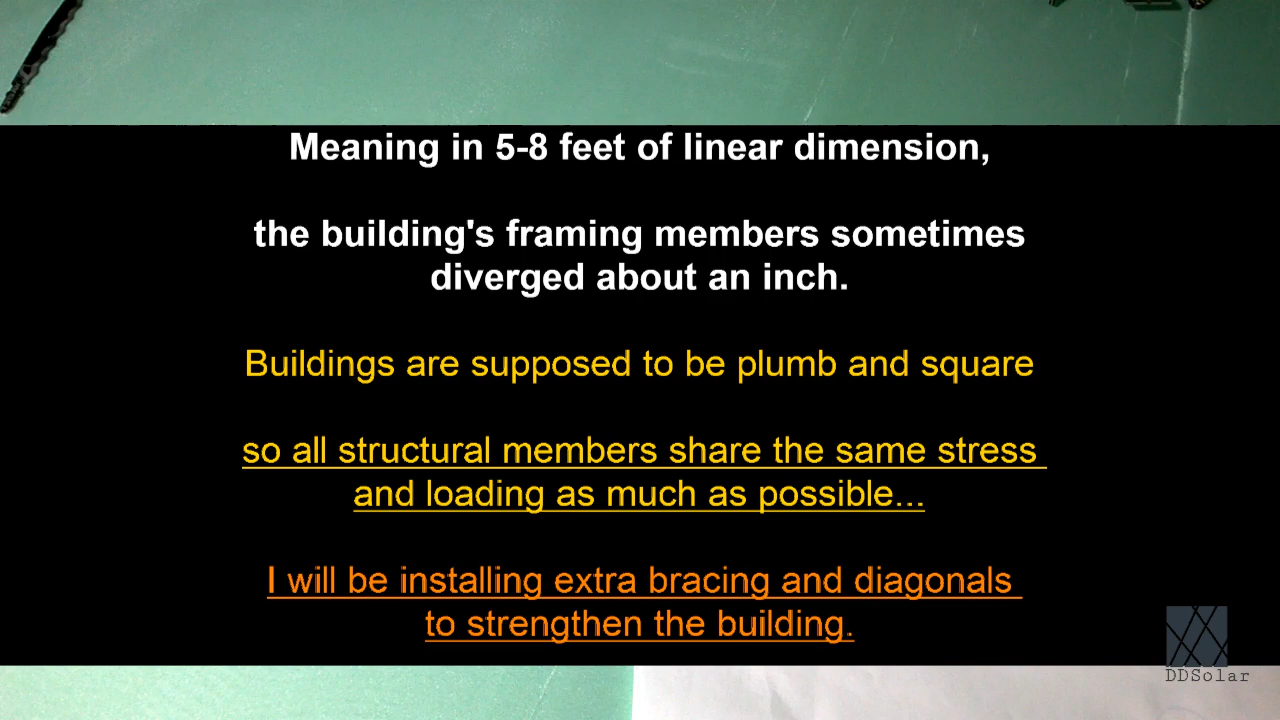 Meaning in 5-8 feet of linear dimension,
the building's framing members sometimes
diverged about an inch.
Buildings are supposed to be plumb and square
so all structural members share the same stress
and loading as much as possible...
I will be installing extra bracing and diagonals
to strengthen the building.
DDSolar